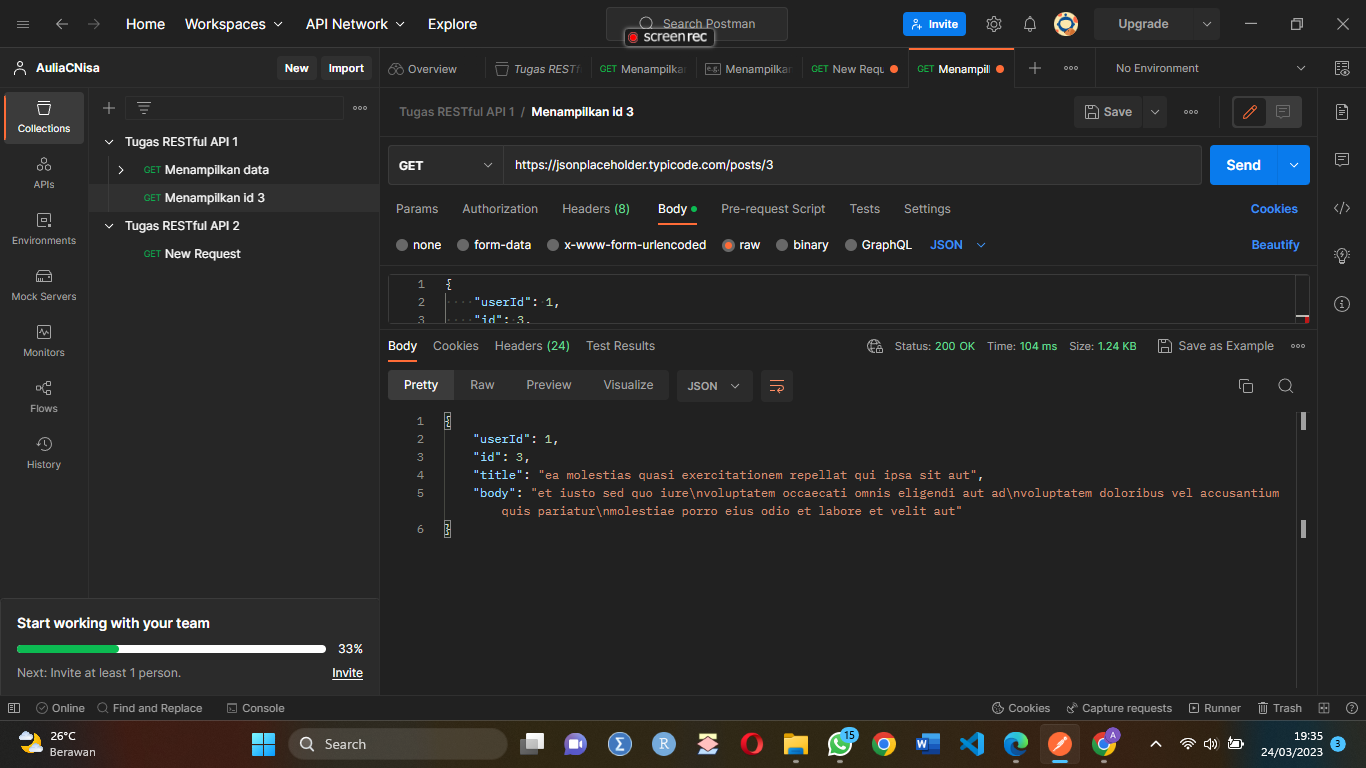 Home Workspaces API Network Explore Search Postman Invite Upgrade
screenrec
AuliaCNisa New Import Overview Tugas RESTf GET Menampilka e.g. Menampilkar GET New Requ GET Menampil No Environment
Collections
APIs
Environments
Mock Servers
Monitors
Flows
History
Tugas RESTful API 1
GET Menampilkan data
GET Menampilkan id 3
Tugas RESTful API 2
GET New Request
Tugas RESTful API 1 / Menampilkan id 3 Save
GET https://jsonplaceholder.typicode.com/posts/3 Send
Params Authorization Headers (8) Body Pre-request Script Tests Settings Cookies
none form-data x-www-form-urlencoded raw binary GraphQL JSON Beautify
1 {
2 "userId": 1,
3 "id": 3,
Body Cookies Headers (24) Test Results Status: 200 OK Time: 104 ms Size: 1.24 KB Save as Example
Pretty Raw Preview Visualize JSON
1 {
2 "userId": 1,
3 "id": 3,
4 "title": "ea molestias quasi exercitationem repellat qui ipsa sit aut",
5 "body": "et iusto sed quo iure\nvoluptatem occaecati omnis eligendi aut ad\nvoluptatem doloribus vel accusantium
quis pariatur\nmolestiae porro eius odio et labore et velit aut"
6 }
Start working with your team
33%
Next: Invite at least 1 person. Invite
Online Find and Replace Console Cookies Capture requests Runner Trash
26°C
Berawan
Search
R
15
A
19:35
24/03/2023
3